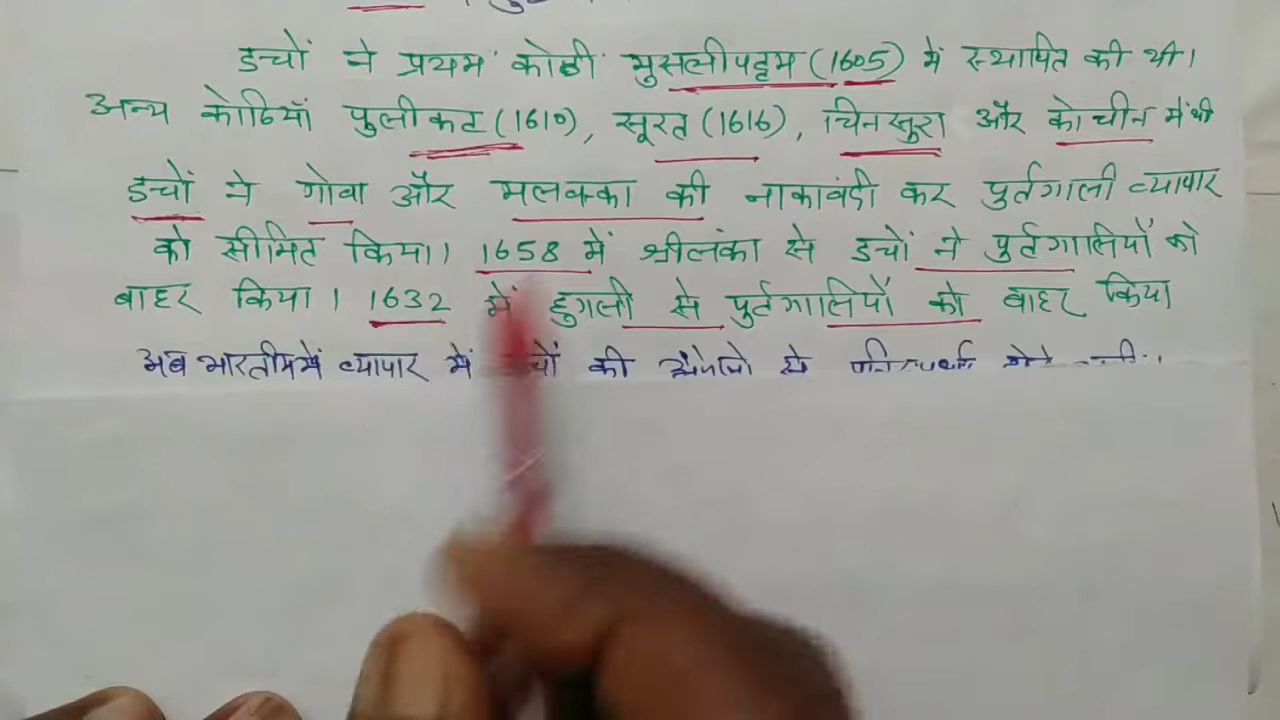 डचों ने प्रथम कोठी मुसलीपट्टम (1605) में स्थापित की थी।
अन्य कोठियाँ पुलीकट (1610), सूरत (1616), चिनसुरा और कोचीन में थी
डचों ने गोवा और मलक्का की नाकाबंदी कर पुर्तगाली व्यापार
को सीमित किया।। 1658 में श्रीलंका से डचों ने पुर्तगालियों को
बाहर किया। 1632 में हुगली से पुर्तगालियों को बाहर किया
अब व्यापार में की से